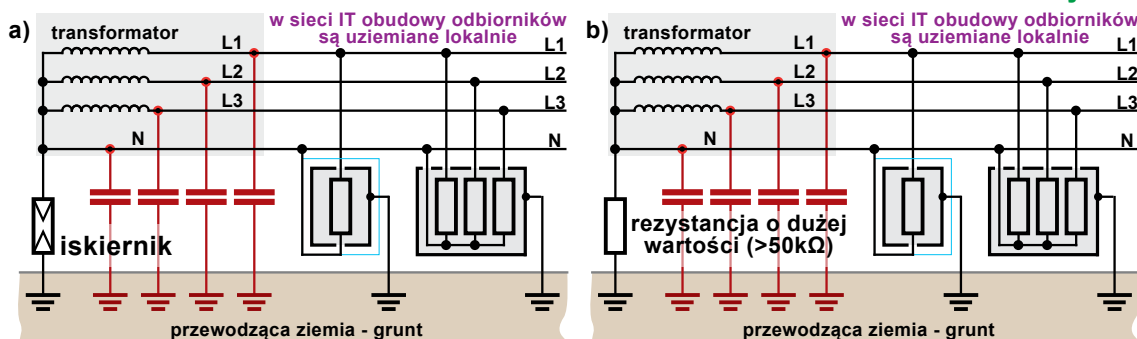 a)
transformator
w sieci IT obudowy odbiorników
są uziemiane lokalnie
L1
L1
L2
L2
L3
L3
N
N
iskiernik
przewodząca ziemia - grunt
b)
transformator
w sieci IT obudowy odbiorników
są uziemiane lokalnie
L1
L1
L2
L2
L3
L3
N
N
rezystancja o dużej
wartości (>50kΩ)
przewodząca ziemia - grunt